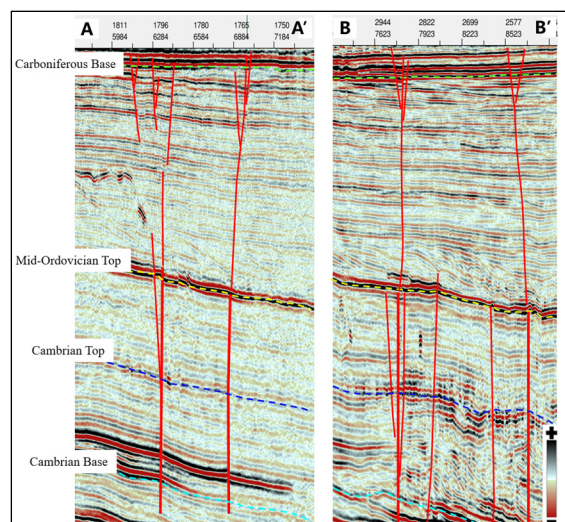 A
1811 1796 1780 1765 1750
5984 6284 6584 6884 7184
A'
B
2944 2822 2699 2577
7623 7923 8223 8523
B'
Carboniferous Base
Mid-Ordovician Top
Cambrian Top
Cambrian Base
+